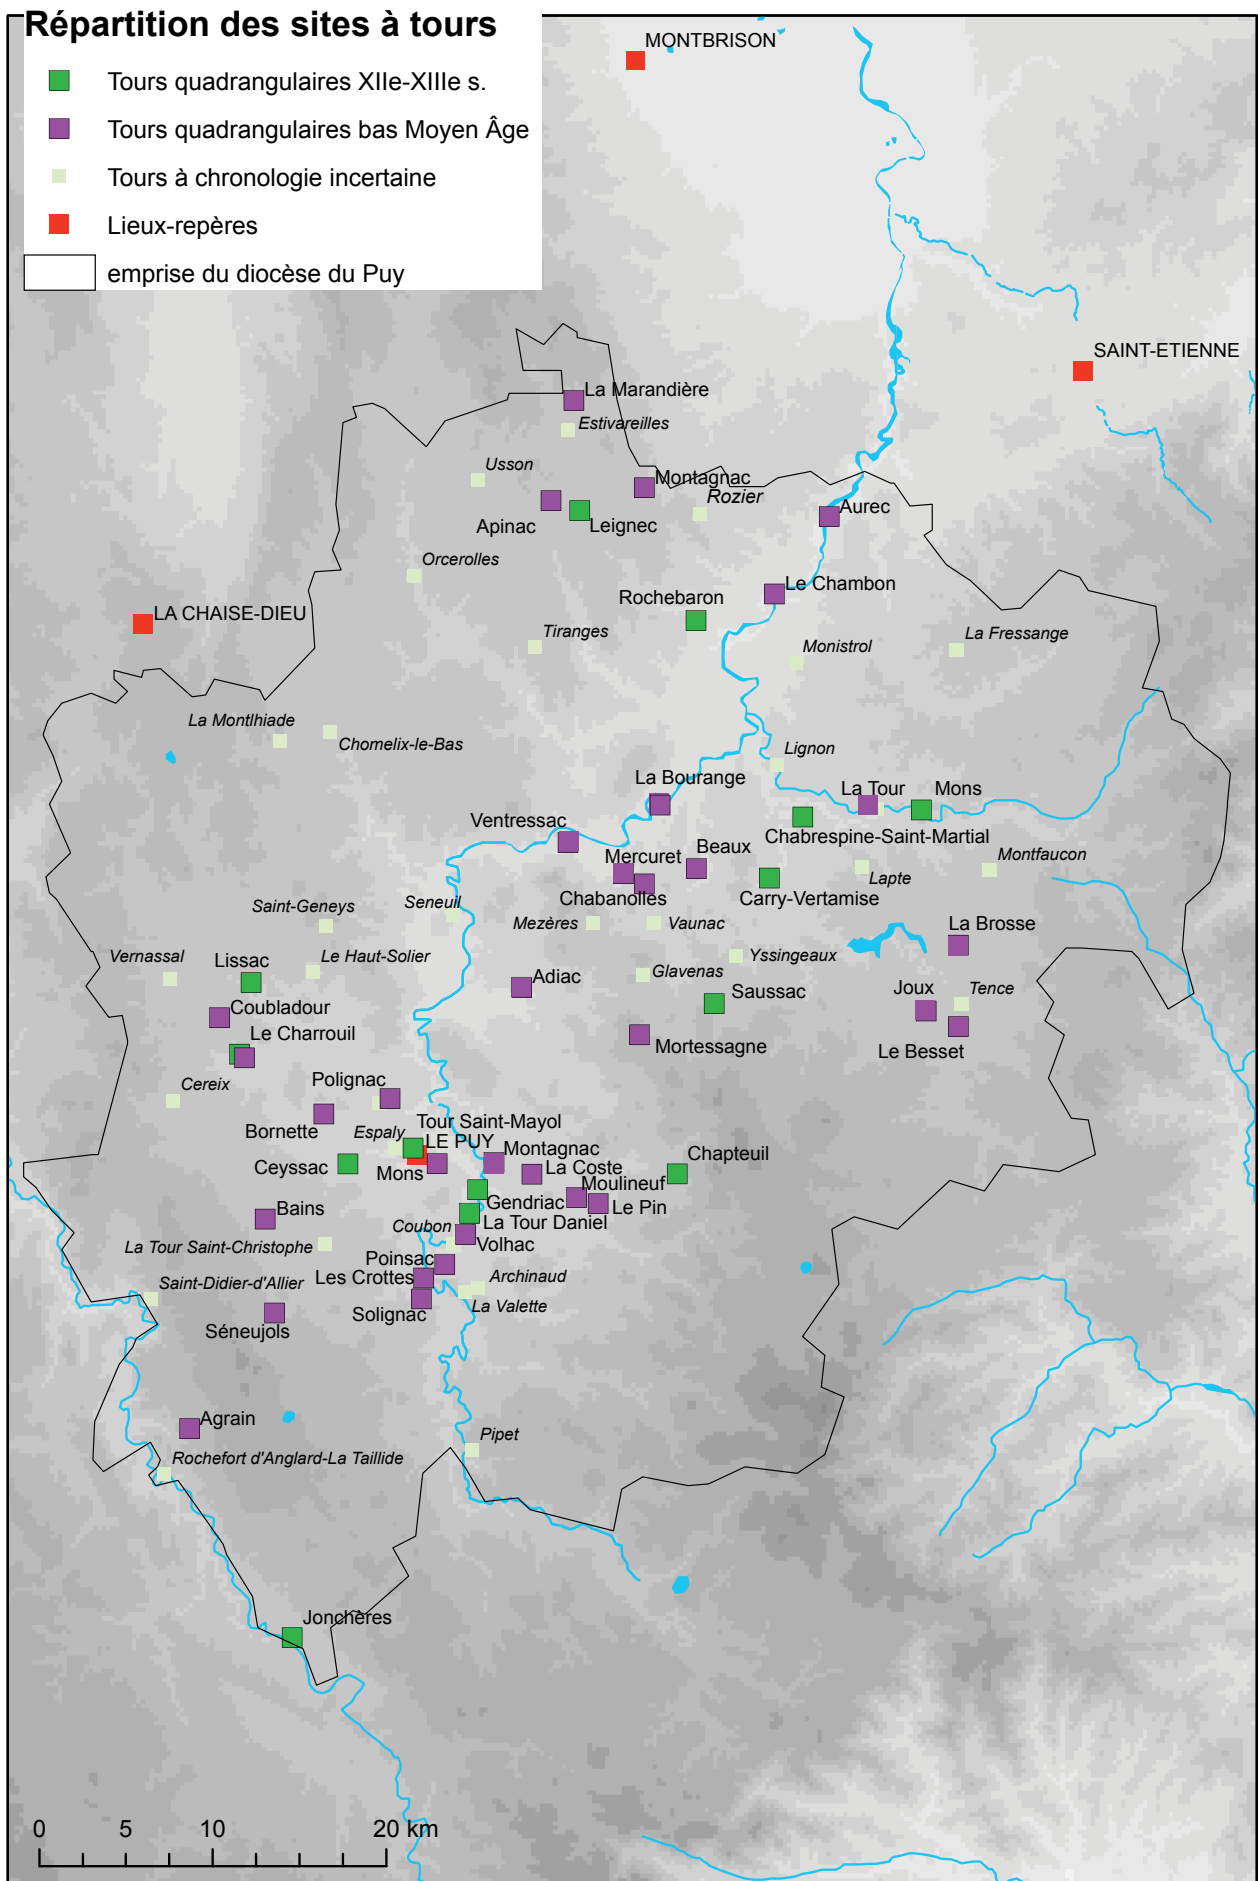 Répartition des sites à tours
Tours quadrangulaires XIIe-XIIIe s.
Tours quadrangulaires bas Moyen Âge
Tours à chronologie incertaine
Lieux-repères
emprise du diocèse du Puy
MONTBRISON
SAINT-ETIENNE
La Marandière
Estivareilles
Usson
Montagnac
Rozier
Apinac
Leignec
Aurec
Orcerolles
Le Chambon
Rochebaron
LA CHAISE-DIEU
Tiranges
La Fressange
Monistrol
La Montlhiade
Chomelix-le-Bas
Lignon
La Bourange
La Tour
Mons
Ventressac
Chabrespine-Saint-Martial
Beaux
Mercuret
Montfaucon
Lapte
Chabanolles
Carry-Vertamise
Seneuil
Saint-Geneys
Mezères
Vaunac
La Brosse
Vernassal
Lissac
Le Haut-Solier
Yssingeaux
Glavenas
Adiac
Joux
Tence
Saussac
Coubladour
Le Charrouil
Mortessagne
Le Besset
Cereix
Polignac
Bornette
Tour Saint-Mayol
Espaly
LE PUY
Montagnac
Chapteuil
Ceyssac
Mons
La Coste
Moulineuf
Gendriac
Le Pin
Bains
Coubon
La Tour Daniel
Volhac
La Tour Saint-Christophe
Poinsac
Saint-Didier-d'Allier
Les Crottes
Archinaud
La Valette
Solignac
Séneujols
Agrain
Pipet
Rochefort d'Anglard-La Taillide
Joncheres
0 5 10 20 km